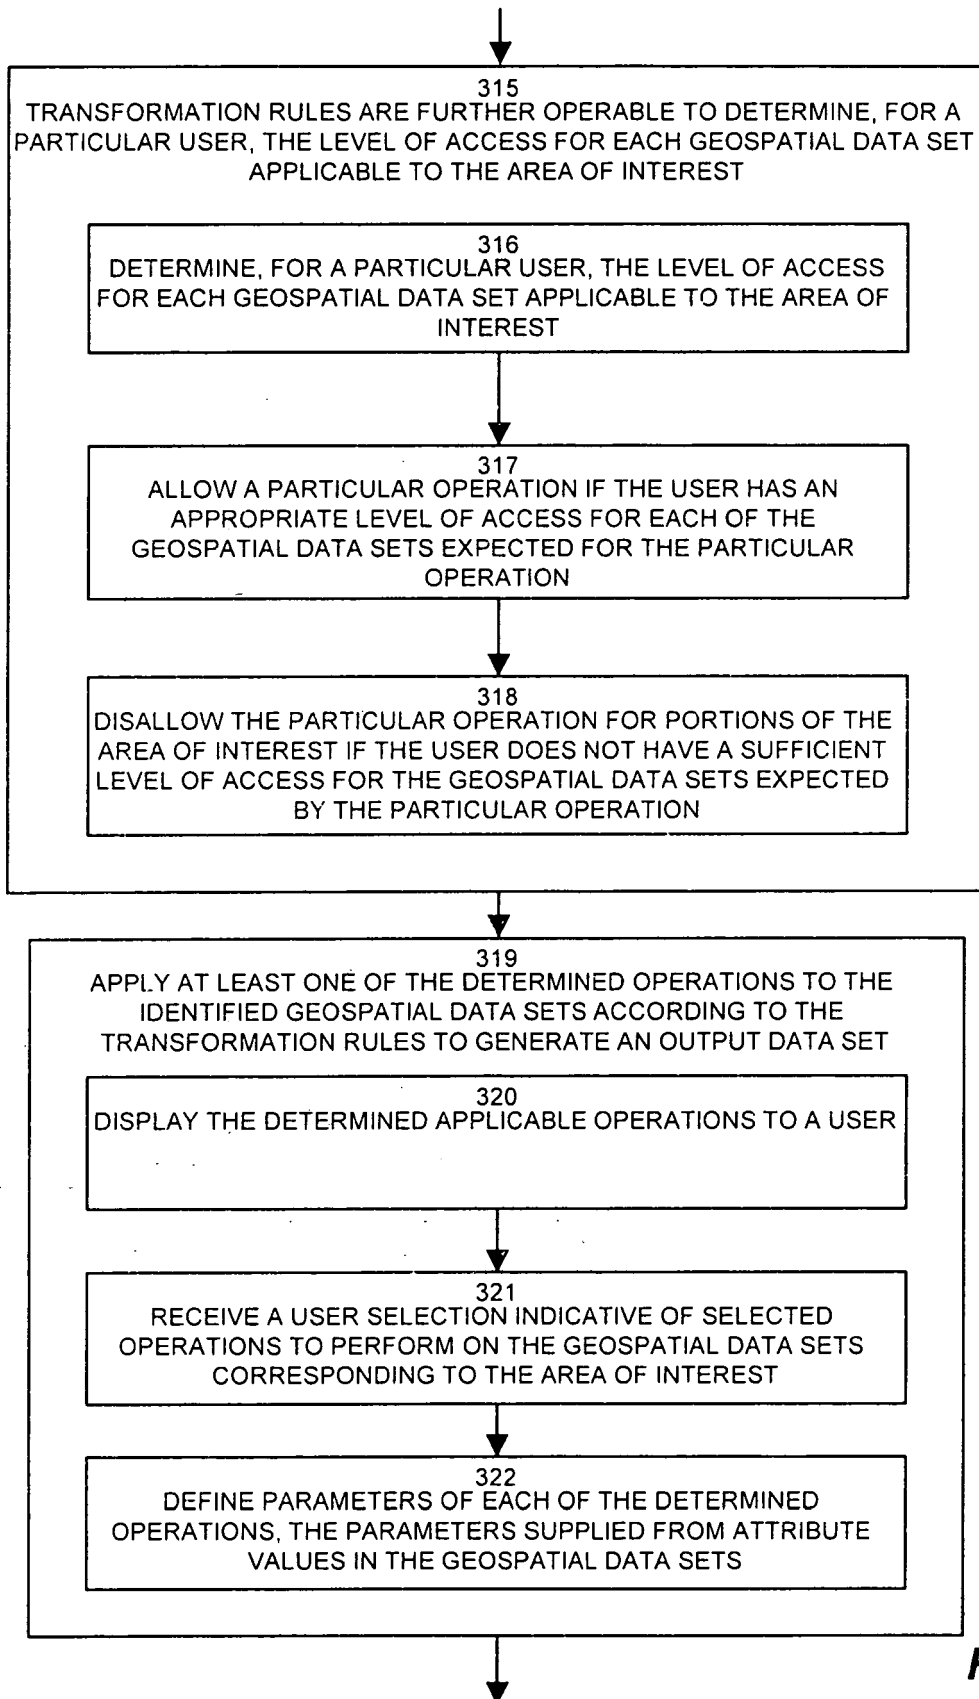 315
TRANSFORMATION RULES ARE FURTHER OPERABLE TO DETERMINE, FOR A
PARTICULAR USER, THE LEVEL OF ACCESS FOR EACH GEOSPATIAL DATA SET
APPLICABLE TO THE AREA OF INTEREST
316
DETERMINE, FOR A PARTICULAR USER, THE LEVEL OF ACCESS
FOR EACH GEOSPATIAL DATA SET APPLICABLE TO THE AREA OF
INTEREST
317
ALLOW A PARTICULAR OPERATION IF THE USER HAS AN
APPROPRIATE LEVEL OF ACCESS FOR EACH OF THE
GEOSPATIAL DATA SETS EXPECTED FOR THE PARTICULAR
OPERATION
318
DISALLOW THE PARTICULAR OPERATION FOR PORTIONS OF THE
AREA OF INTEREST IF THE USER DOES NOT HAVE A SUFFICIENT
LEVEL OF ACCESS FOR THE GEOSPATIAL DATA SETS EXPECTED
BY THE PARTICULAR OPERATION
319
APPLY AT LEAST ONE OF THE DETERMINED OPERATIONS TO THE
IDENTIFIED GEOSPATIAL DATA SETS ACCORDING TO THE
TRANSFORMATION RULES TO GENERATE AN OUTPUT DATA SET
320
DISPLAY THE DETERMINED APPLICABLE OPERATIONS TO A USER
321
RECEIVE A USER SELECTION INDICATIVE OF SELECTED
OPERATIONS TO PERFORM ON THE GEOSPATIAL DATA SETS
CORRESPONDING TO THE AREA OF INTEREST
322
DEFINE PARAMETERS OF EACH OF THE DETERMINED
OPERATIONS, THE PARAMETERS SUPPLIED FROM ATTRIBUTE
VALUES IN THE GEOSPATIAL DATA SETS